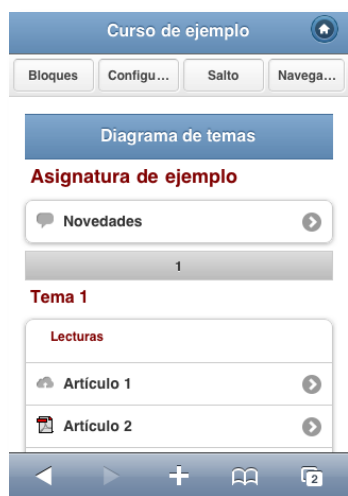 Curso de ejemplo
Bloques Configu... Salto Navega...
Diagrama de temas
Asignatura de ejemplo
Novedades
1
Tema 1
Lecturas
Artículo 1
Artículo 2
2